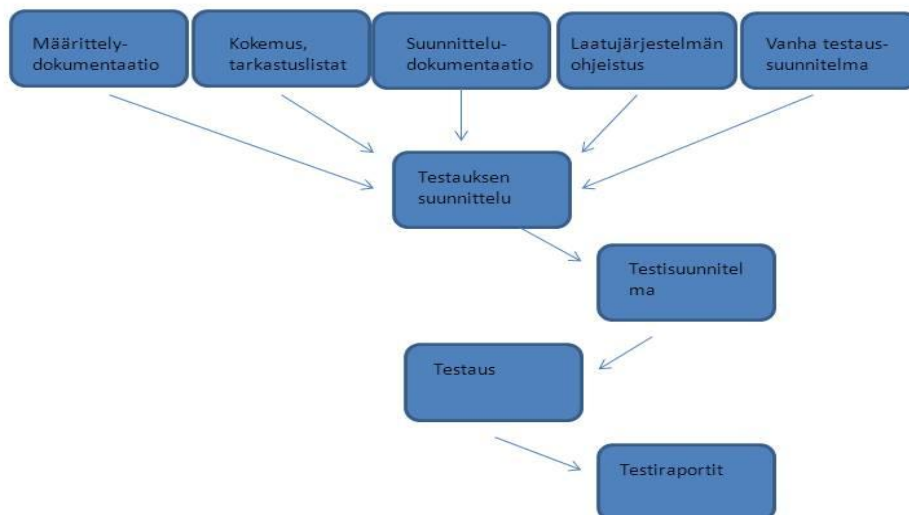 Määrittely-
dokumentaatio
Kokemus,
tarkastuslistat
Suunnittelu-
dokumentaatio
Laatujärjestelmän
ohjeistus
Vanha testaus-
suunnitelma
Testauksen
suunnittelu
Testisuunnitel
ma
Testaus
Testiraportit